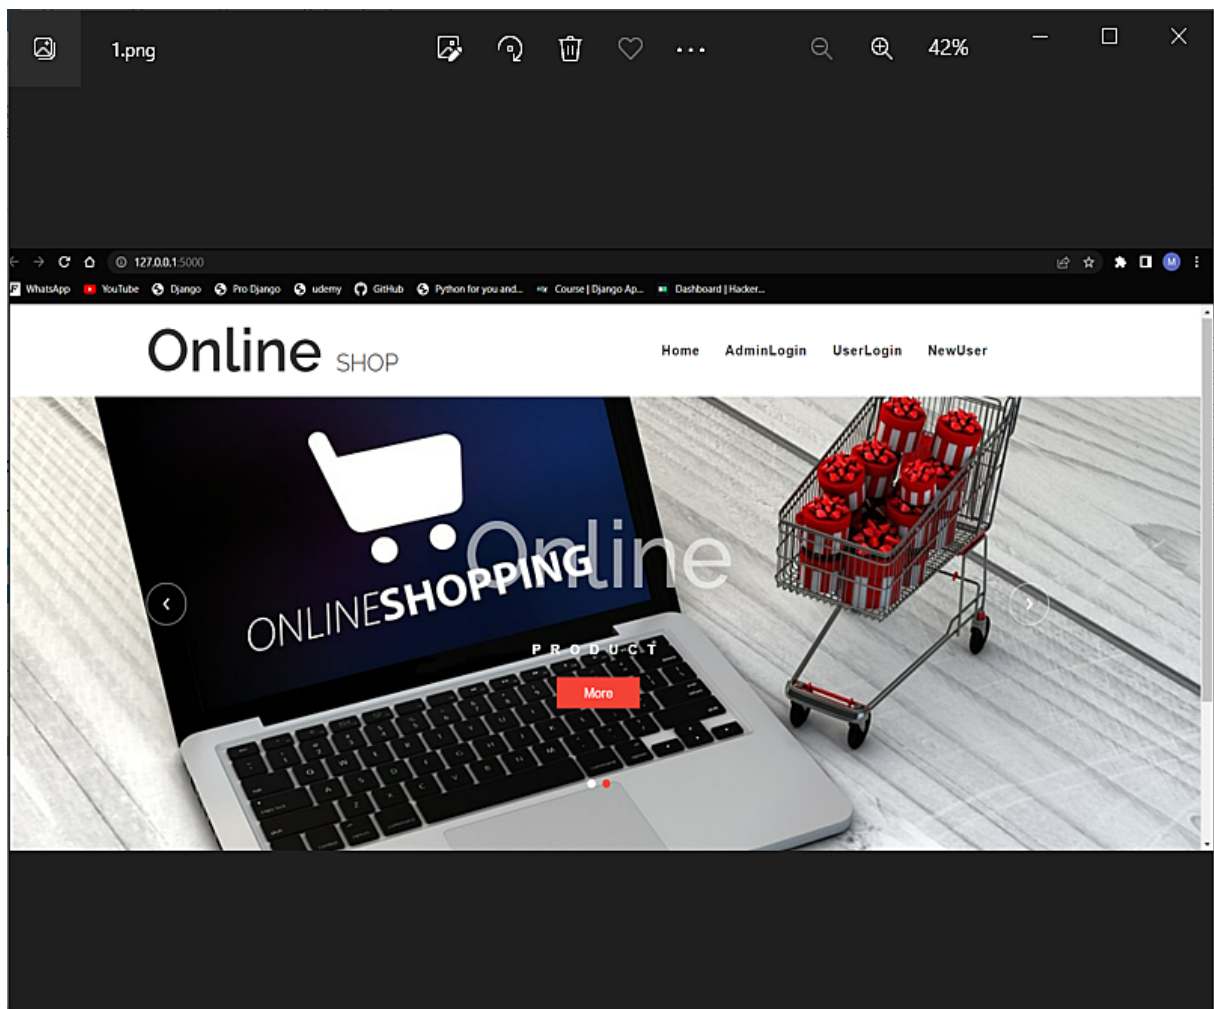 1.png
42%
127.0.0.1:5000
M
WhatsApp YouTube Django Pro Django udemy GitHub Python for you and... Course | Django Ap... Dashboard | Hacker...
Online SHOP
Home AdminLogin UserLogin NewUser
Online
ONLINESHOPPING
PRODUCT
More